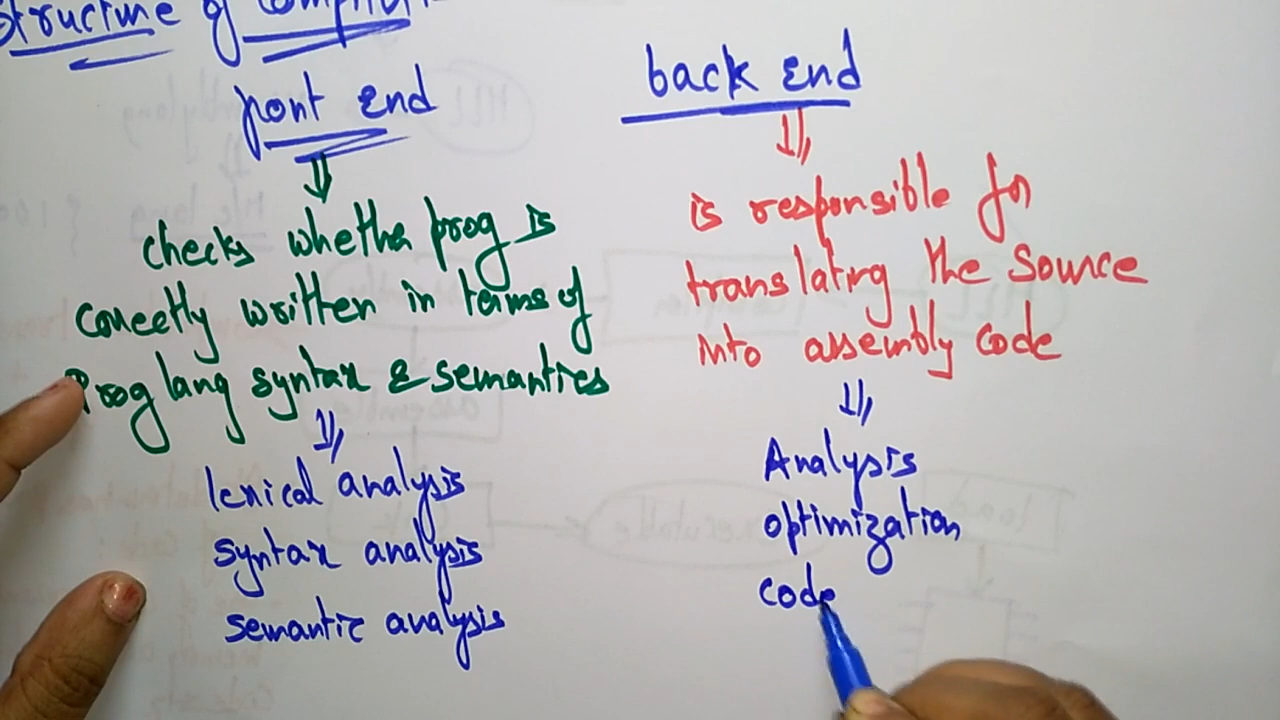 Structure of
front end
checks whether prog is
correctly written in terms of
Prog lang syntax & semantics
lexical analysis
syntax analysis
semantic analysis
back end
is responsible for
translating the source
into assembly code
Analysis
optimization
code